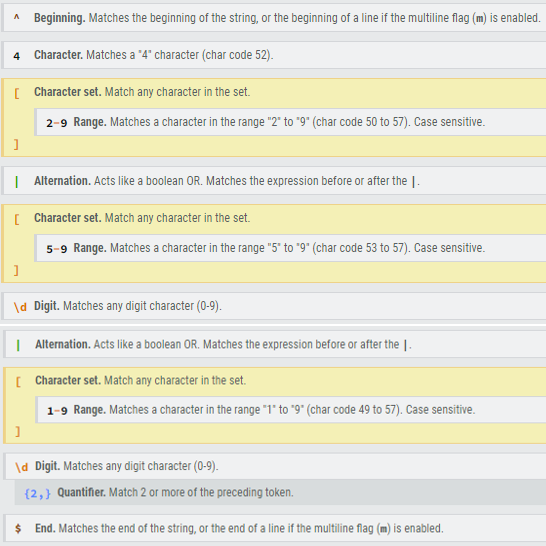 ^ Beginning. Matches the beginning of the string, or the beginning of a line if the multiline flag (m) is enabled.
4 Character. Matches a "4" character (char code 52).
[ Character set. Match any character in the set.
2-9 Range. Matches a character in the range "2" to "9" (char code 50 to 57). Case sensitive.
]
| Alternation. Acts like a boolean OR. Matches the expression before or after the |.
[ Character set. Match any character in the set.
5-9 Range. Matches a character in the range "5" to "9" (char code 53 to 57). Case sensitive.
]
\d Digit. Matches any digit character (0-9).
| Alternation. Acts like a boolean OR. Matches the expression before or after the |.
[ Character set. Match any character in the set.
1-9 Range. Matches a character in the range "1" to "9" (char code 49 to 57). Case sensitive.
]
\d Digit. Matches any digit character (0-9).
{2,} Quantifier. Match 2 or more of the preceding token.
$ End. Matches the end of the string, or the end of a line if the multiline flag (m) is enabled.